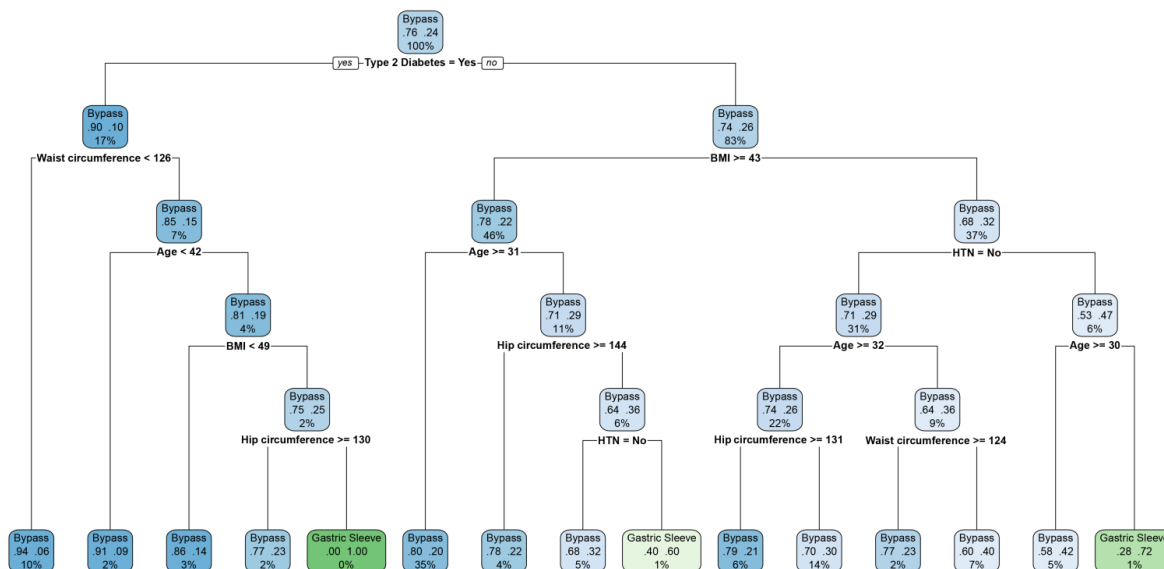 Bypass
.76 .24
100%
yes Type 2 Diabetes = Yes no
Bypass
.90 .10
17%
Bypass
.74 .26
83%
Waist circumference < 126
BMI >= 43
Bypass
.85 .15
7%
Bypass
.78 .22
46%
Bypass
.68 .32
37%
Age < 42
Age >= 31
HTN = No
Bypass
.81 .19
4%
Bypass
.71 .29
11%
Bypass
.71 .29
31%
Bypass
.53 .47
6%
BMI < 49
Hip circumference >= 144
Age >= 32
Age >= 30
Bypass
.75 .25
2%
Bypass
.64 .36
6%
Bypass
.74 .26
22%
Bypass
.64 .36
9%
Hip circumference >= 130
HTN = No
Hip circumference >= 131
Waist circumference >= 124
Bypass
.94 .06
10%
Bypass
.91 .09
2%
Bypass
.86 .14
3%
Bypass
.77 .23
2%
Gastric Sleeve
.00 1.00
0%
Bypass
.80 .20
35%
Bypass
.78 .22
4%
Bypass
.68 .32
5%
Gastric Sleeve
.40 .60
1%
Bypass
.79 .21
6%
Bypass
.70 .30
14%
Bypass
.77 .23
2%
Bypass
.60 .40
7%
Bypass
.58 .42
5%
Gastric Sleeve
.28 .72
1%